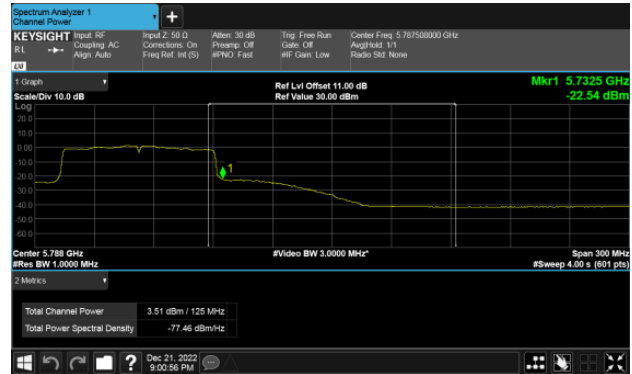 Spectrum Analyzer 1
Channel Power
+
KEYSIGHT
RL
LXI
Input: RF
Coupling: AC
Align: Auto
Input Z: 50 Ω
Corrections: On
Freq Ref: Int (S)
Atten: 30 dB
Preamp: Off
#PNO: Fast
Trig: Free Run
Gate: Off
#IF Gain: Low
Center Freq: 5.787500000 GHz
Avg|Hold: 1/1
Radio Std: None
1 Graph
Scale/Div 10.0 dB
Ref Lvl Offset 11.00 dB
Ref Value 30.00 dBm
Mkr1 5.7325 GHz
-22.54 dBm
Log
20.0
10.0
0.00
-10.0
-20.0
-30.0
-40.0
-50.0
-60.0
1
Center 5.788 GHz
#Res BW 1.0000 MHz
#Video BW 3.0000 MHz*
Span 300 MHz
#Sweep 4.00 s (601 pts)
2 Metrics
Total Channel Power 3.51 dBm / 125 MHz
Total Power Spectral Density -77.46 dBm/Hz
?
Dec 21, 2022
9:00:56 PM